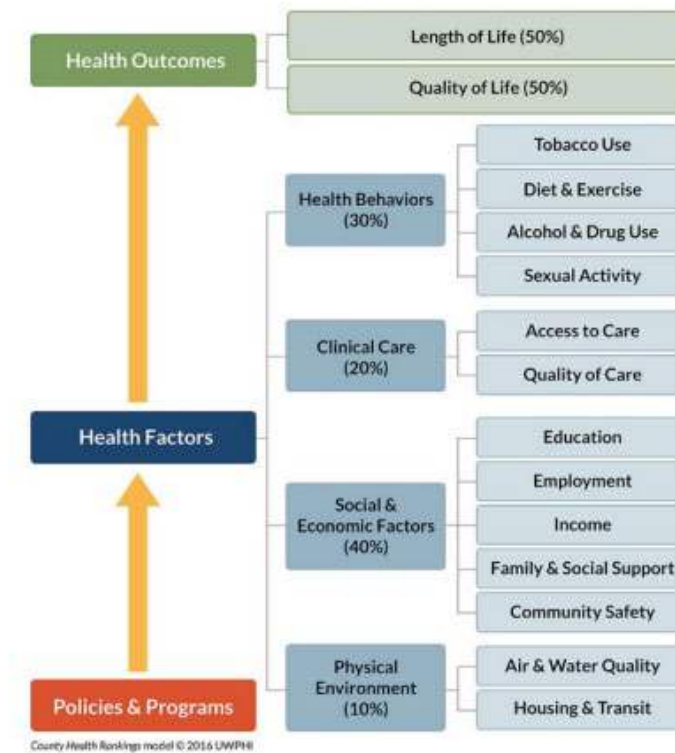 Health Outcomes
Length of Life (50%)
Quality of Life (50%)
Health Factors
Health Behaviors
(30%)
Tobacco Use
Diet & Exercise
Alcohol & Drug Use
Sexual Activity
Clinical Care
(20%)
Access to Care
Quality of Care
Social &
Economic Factors
(40%)
Education
Employment
Income
Family & Social Support
Community Safety
Physical
Environment
(10%)
Air & Water Quality
Housing & Transit
Policies & Programs
County Health Rankings model © 2016 UWPHI